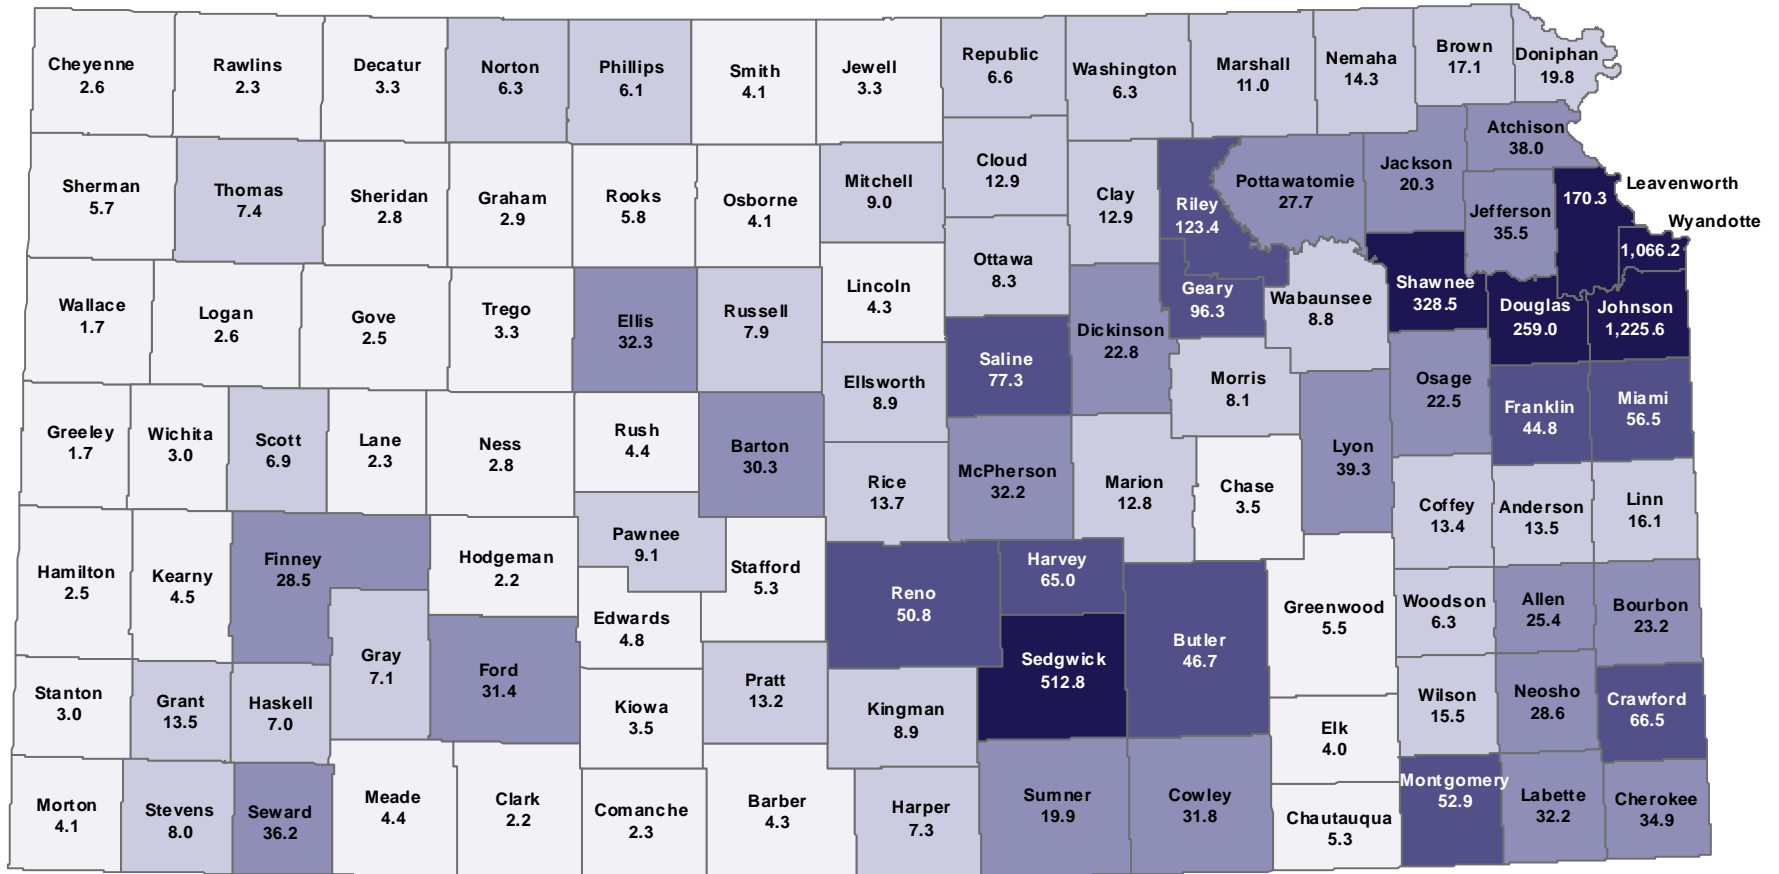 Cheyenne
2.6
Rawlins
2.3
Decatur
3.3
Norton
6.3
Phillips
6.1
Smith
4.1
Jewell
3.3
Republic
6.6
Washington
6.3
Marshall
11.0
Nemaha
14.3
Brown
17.1
Doniphan
19.8
Sherman
5.7
Thomas
7.4
Sheridan
2.8
Graham
2.9
Rooks
5.8
Osborne
4.1
Mitchell
9.0
Cloud
12.9
Clay
12.9
Riley
123.4
Pottawatomie
27.7
Jackson
20.3
Atchison
38.0
Jefferson
35.5
Leavenworth
170.3
Wyandotte
1,066.2
Wallace
1.7
Logan
2.6
Gove
2.5
Trego
3.3
Ellis
32.3
Russell
7.9
Lincoln
4.3
Ottawa
8.3
Saline
77.3
Dickinson
22.8
Geary
96.3
Wabaunsee
8.8
Shawnee
328.5
Douglas
259.0
Johnson
1,225.6
Greeley
1.7
Wichita
3.0
Scott
6.9
Lane
2.3
Ness
2.8
Rush
4.4
Barton
30.3
Ellsworth
8.9
Rice
13.7
McPherson
32.2
Marion
12.8
Morris
8.1
Chase
3.5
Lyon
39.3
Osage
22.5
Franklin
44.8
Miami
56.5
Coffey
13.4
Anderson
13.5
Linn
16.1
Hamilton
2.5
Kearny
4.5
Finney
28.5
Hodgeman
2.2
Pawnee
9.1
Stafford
5.3
Edwards
4.8
Gray
7.1
Ford
31.4
Reno
50.8
Harvey
65.0
Sedgwick
512.8
Butler
46.7
Greenwood
5.5
Woodson
6.3
Allen
25.4
Bourbon
23.2
Stanton
3.0
Grant
13.5
Haskell
7.0
Kiowa
3.5
Pratt
13.2
Kingman
8.9
Elk
4.0
Wilson
15.5
Neosho
28.6
Crawford
66.5
Morton
4.1
Stevens
8.0
Seward
36.2
Meade
4.4
Clark
2.2
Comanche
2.3
Barber
4.3
Harper
7.3
Sumner
19.9
Cowley
31.8
Chautauqua
5.3
Montgomery
52.9
Labette
32.2
Cherokee
34.9